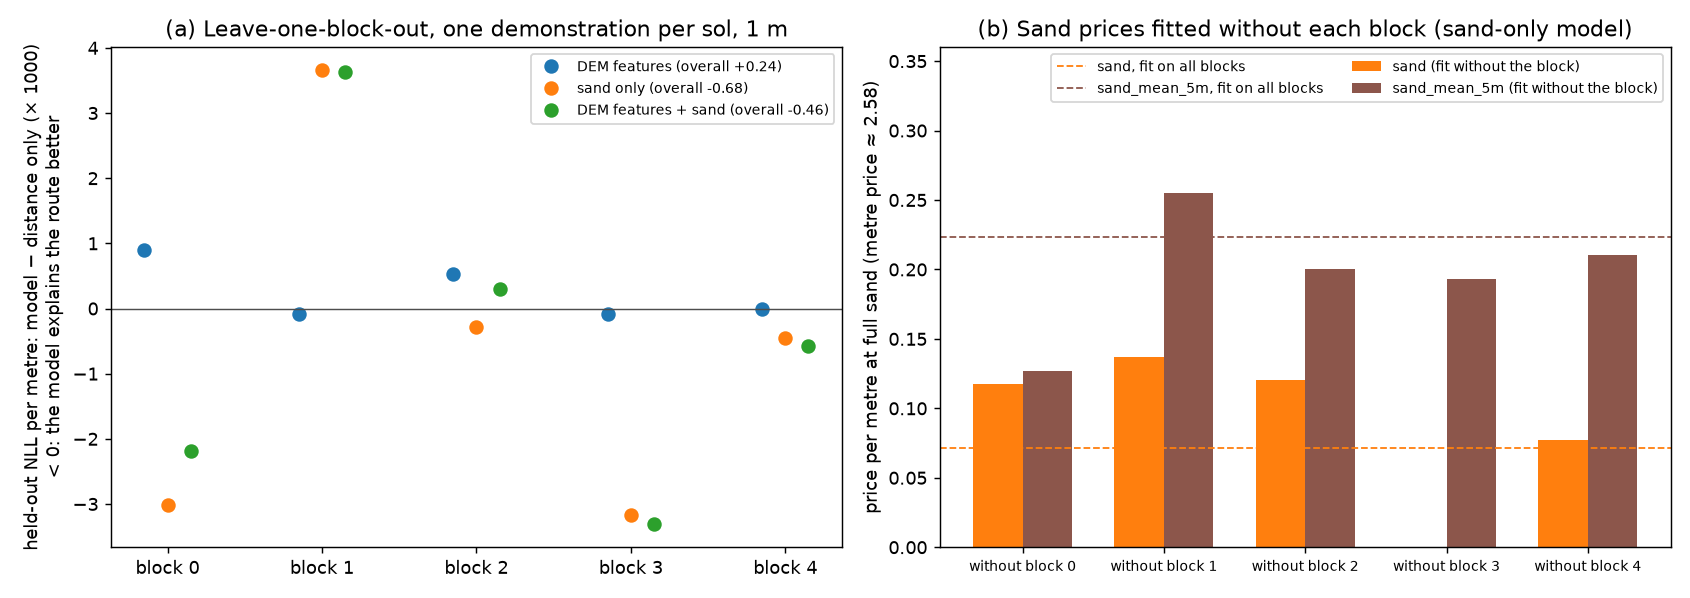 (a) Leave-one-block-out, one demonstration per sol, 1 m
held-out NLL per metre: model − distance only (× 1000)
< 0: the model explains the route better
4
3
2
1
0
−1
−2
−3
DEM features (overall +0.24)
sand only (overall -0.68)
DEM features + sand (overall -0.46)
block 0
block 1
block 2
block 3
block 4
(b) Sand prices fitted without each block (sand-only model)
price per metre at full sand (metre price ≈ 2.58)
0.35
0.30
0.25
0.20
0.15
0.10
0.05
0.00
sand, fit on all blocks
sand_mean_5m, fit on all blocks
sand (fit without the block)
sand_mean_5m (fit without the block)
without block 0
without block 1
without block 2
without block 3
without block 4